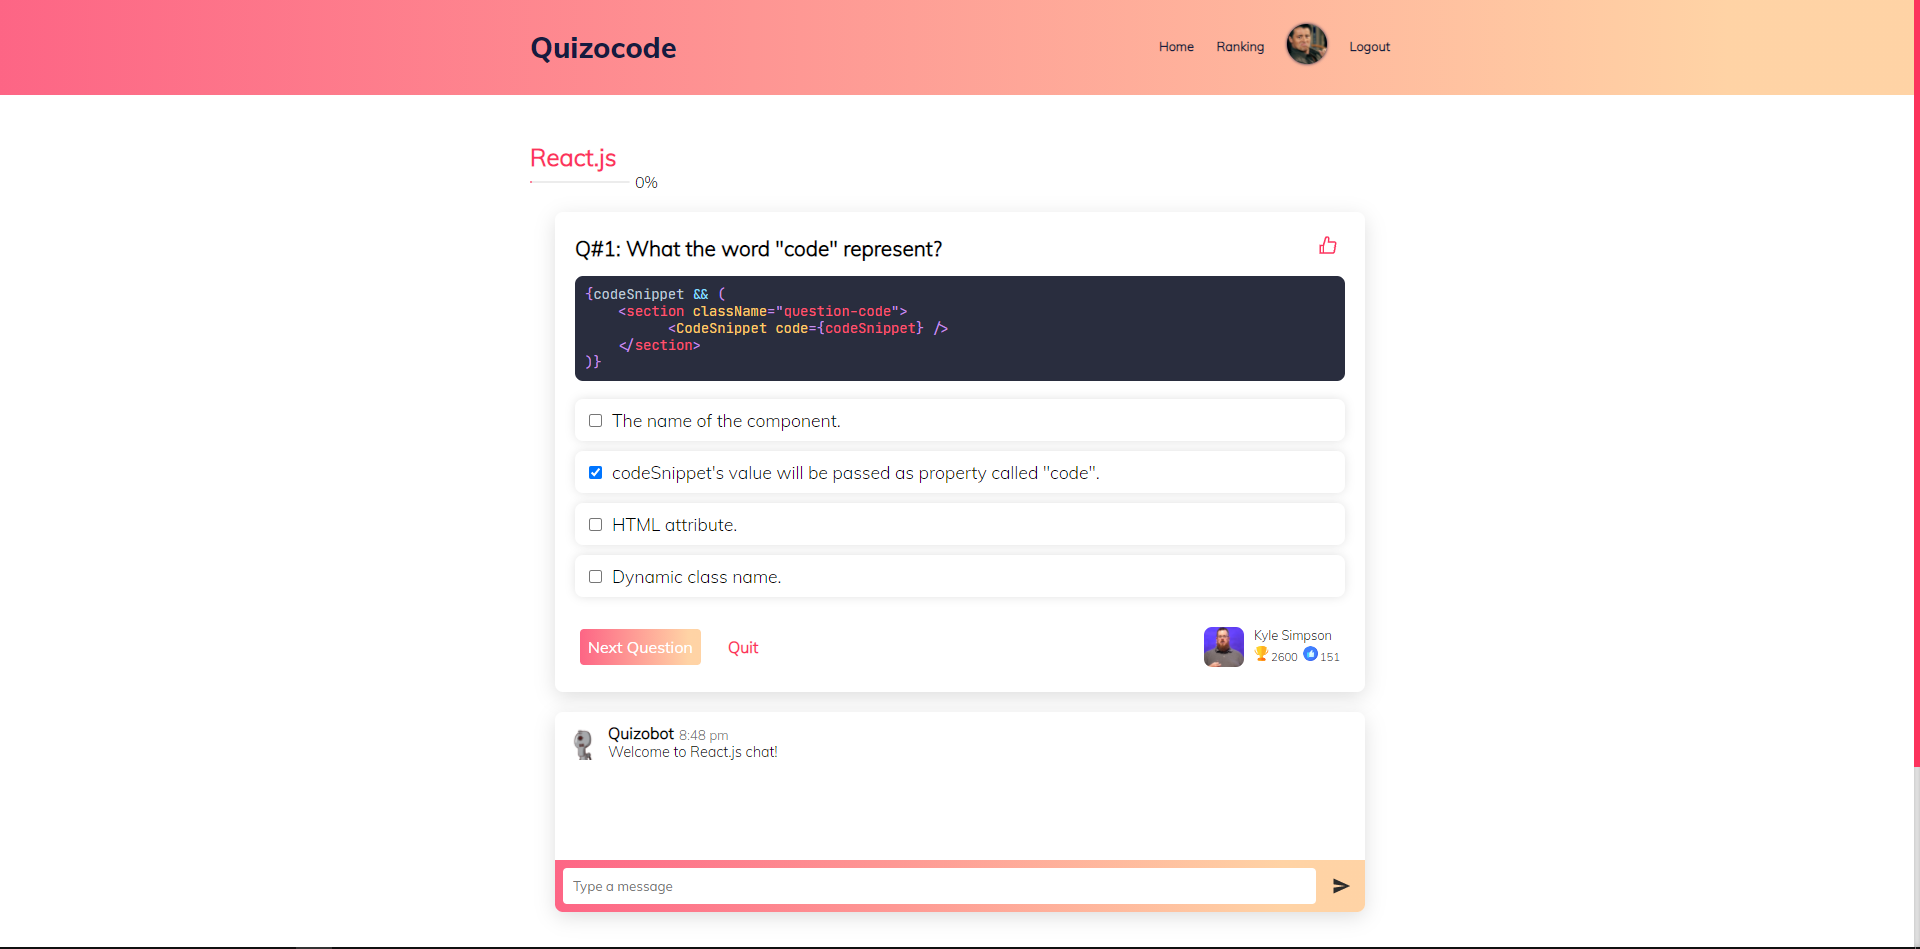 Quizocode
Home Ranking Logout
React.js
0%
Q#1: What the word "code" represent?
{codeSnippet && (
<section className="question-code">
<CodeSnippet code={codeSnippet} />
</section>
)}
The name of the component.
codeSnippet's value will be passed as property called "code".
HTML attribute.
Dynamic class name.
Next Question Quit
Kyle Simpson
2600 151
Quizobot 8:48 pm
Welcome to React.js chat!
Type a message